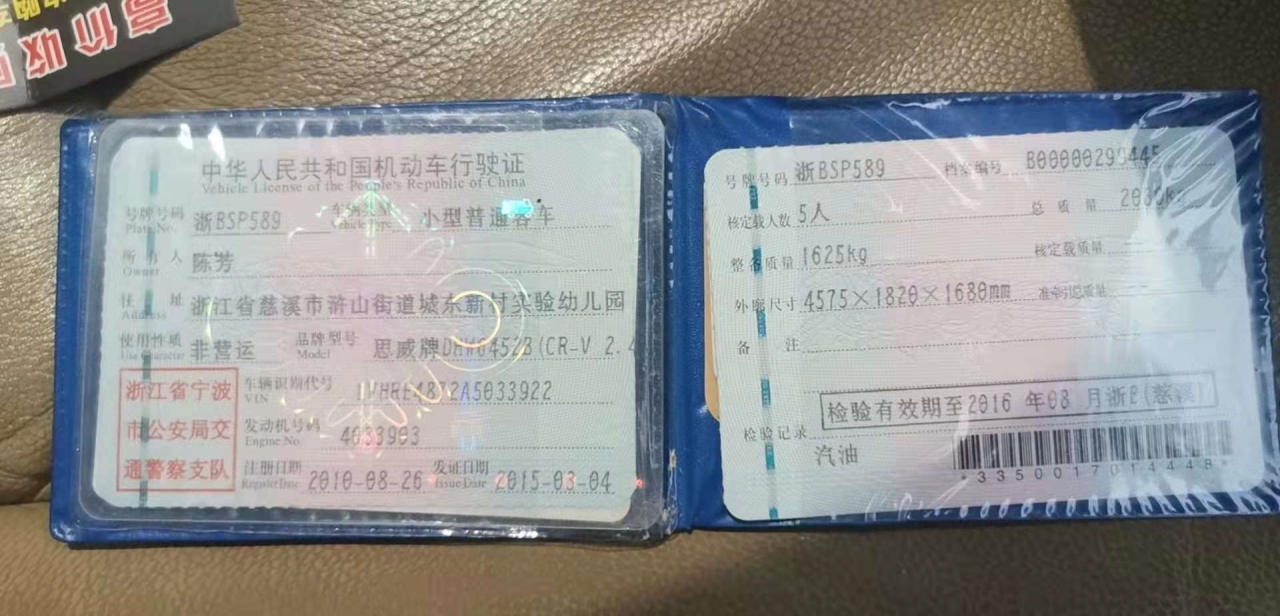 高价收
中华人民共和国机动车行驶证
Vehicle License of the People's Republic of China
号牌号码 浙BSP589 车辆类型 小型普通客车
Plate No. Vehicle Type
所有人 陈芳
Owner
住址 浙江省慈溪市浒山街道城东新村实验幼儿园
Address
使用性质 非营运 品牌型号 思威牌 (CR-V 2.4
Use Character Model
浙江省宁波
市公安局交
通警察支队
车辆识别代号
VIN
发动机号码 4033903
Engine No.
注册日期 2010-08-26 发证日期 2015-03-04
Register Date Issue Date
号牌号码 浙BSP589 档案编号 B00000299445
核定载人数 5人 总质量
整备质量 1625kg 核定载质量
外廓尺寸 4575×1820×1680mm 准牵引总质量
备注
检验有效期至2016年08月浙B(慈溪)
检验记录
汽油
*3350017014448*